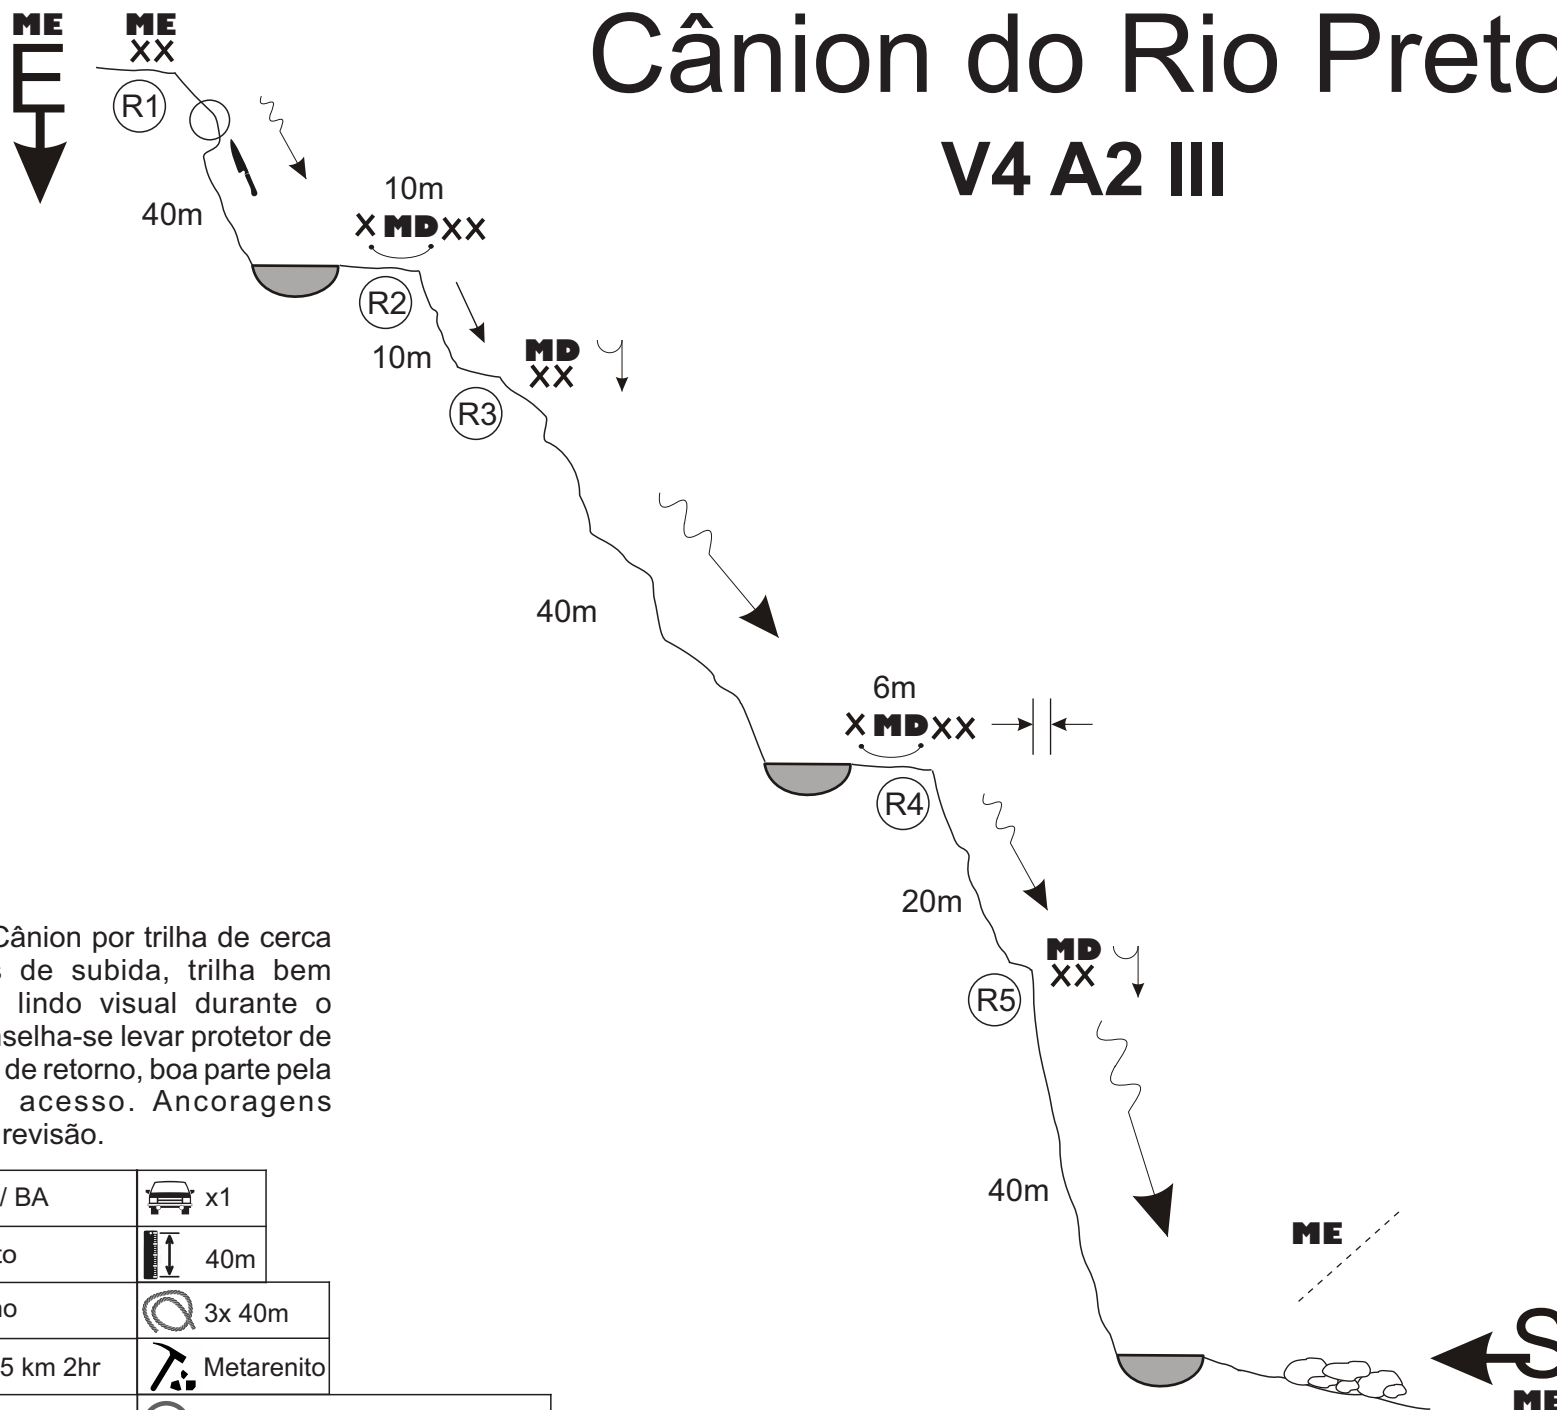 Cânion do Rio Preto
V4 A2 III
ME
E
ME
XX
R1
40m
10m
X MD XX
R2
10m
MD
XX
R3
40m
6m
X MD XX
R4
20m
MD
XX
R5
40m
ME
S
ME
Cânion por trilha de cerca
de subida, trilha bem
lindo visual durante o
selha-se levar protetor de
de retorno, boa parte pela
acesso. Ancoragens
revisão.
/ BA
x1
40m
3x 40m
5 km 2hr
Metarenito